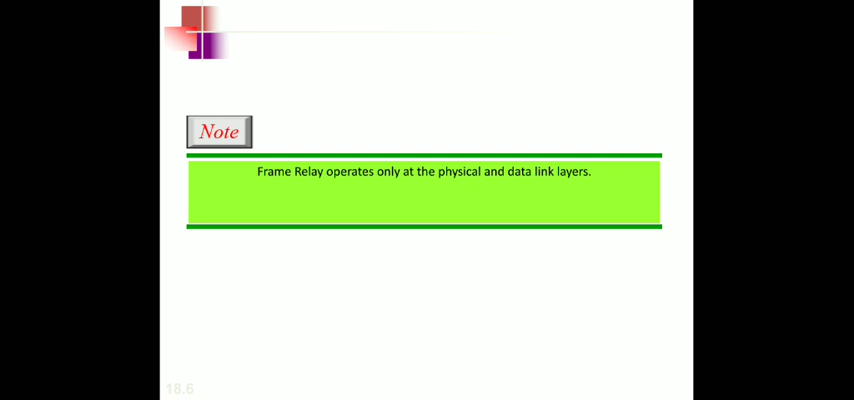 Note
Frame Relay operates only at the physical and data link layers.
18.6